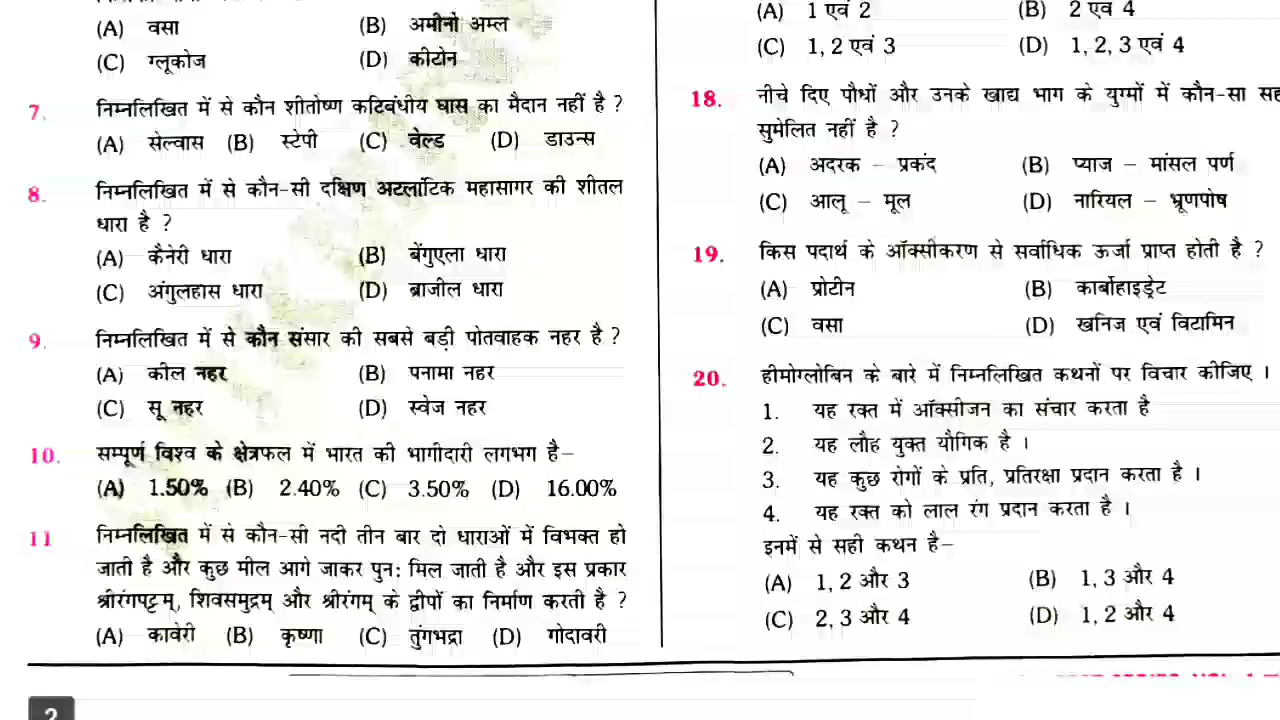 (A) वसा (B) अमीनो अम्ल
(C) ग्लूकोज (D) कीटोन
7. निम्नलिखित में से कौन शीतोष्ण कटिबंधीय घास का मैदान नहीं है ?
(A) सेल्वास (B) स्टेपी (C) वेल्ड (D) डाउन्स
8. निम्नलिखित में से कौन-सी दक्षिण अटलांटिक महासागर की शीतल
धारा है ?
(A) कैनेरी धारा (B) बेंगुएला धारा
(C) अंगुलहास धारा (D) ब्राजील धारा
9. निम्नलिखित में से कौन संसार की सबसे बड़ी पोतवाहक नहर है ?
(A) कील नहर (B) पनामा नहर
(C) सू नहर (D) स्वेज नहर
10. सम्पूर्ण विश्व के क्षेत्रफल में भारत की भागीदारी लगभग है–
(A) 1.50% (B) 2.40% (C) 3.50% (D) 16.00%
11 निम्नलिखित में से कौन-सी नदी तीन बार दो धाराओं में विभक्त हो
जाती है और कुछ मील आगे जाकर पुनः मिल जाती है और इस प्रकार
श्रीरंगपट्टम्, शिवसमुद्रम् और श्रीरंगम् के द्वीपों का निर्माण करती है ?
(A) कावेरी (B) कृष्णा (C) तुंगभद्रा (D) गोदावरी
2
(A) 1 एवं 2 (B) 2 एवं 4
(C) 1, 2 एवं 3 (D) 1, 2, 3 एवं 4
18. नीचे दिए पौधों और उनके खाद्य भाग के युग्मों में कौन-सा
सुमेलित नहीं है ?
(A) अदरक – प्रकंद (B) प्याज – मांसल पर्ण
(C) आलू – मूल (D) नारियल – भ्रूणपोष
19. किस पदार्थ के ऑक्सीकरण से सर्वाधिक ऊर्जा प्राप्त होती है ?
(A) प्रोटीन (B) कार्बोहाइड्रेट
(C) वसा (D) खनिज एवं विटामिन
20. हीमोग्लोबिन के बारे में निम्नलिखित कथनों पर विचार कीजिए ।
1. यह रक्त में ऑक्सीजन का संचार करता है
2. यह लौह युक्त यौगिक है ।
3. यह कुछ रोगों के प्रति, प्रतिरक्षा प्रदान करता है ।
4. यह रक्त को लाल रंग प्रदान करता है ।
इनमें से सही कथन है–
(A) 1, 2 और 3 (B) 1, 3 और 4
(C) 2, 3 और 4 (D) 1, 2 और 4